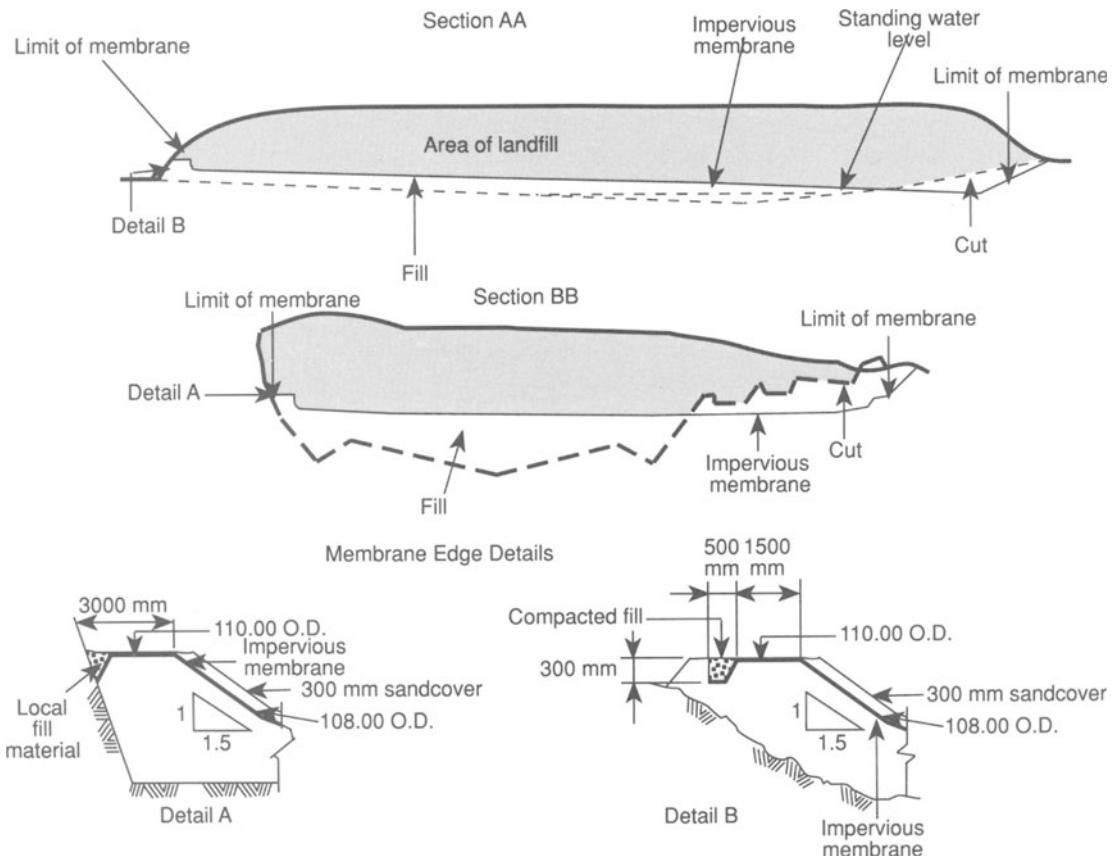 Section AA
Limit of membrane
Impervious
membrane
Standing water
level
Limit of membrane
Area of landfill
Detail B
Fill
Cut
Section BB
Limit of membrane
Limit of membrane
Detail A
Cut
Impervious
membrane
Fill
Membrane Edge Details
3000 mm
110.00 O.D.
Impervious
membrane
300 mm sandcover
108.00 O.D.
Local
fill
material
1
1.5
Detail A
500
mm
1500
mm
Compacted fill
110.00 O.D.
300 mm
300 mm sandcover
108.00 O.D.
1
1.5
Detail B
Impervious
membrane